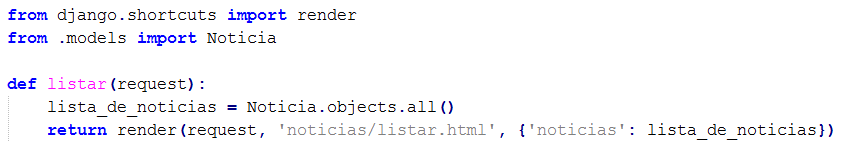 from django.shortcuts import render
from .models import Noticia
def listar(request):
lista_de_noticias = Noticia.objects.all()
return render(request, 'noticias/listar.html', {'noticias': lista_de_noticias})